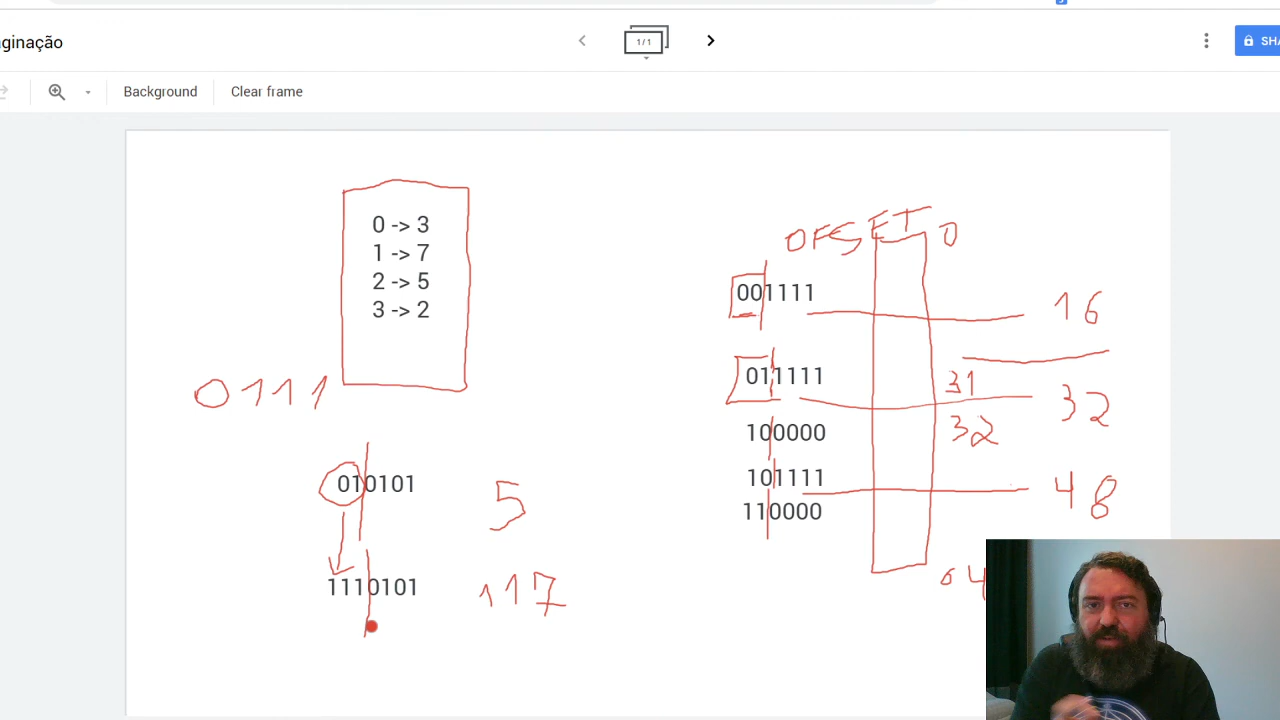 ginação
1/1
SHA
Background
Clear frame
0 -> 3
1 -> 7
2 -> 5
3 -> 2
0111
010101
5
1110101
117
OFSET 0
001111
16
011111
31
32
100000
32
101111
48
110000